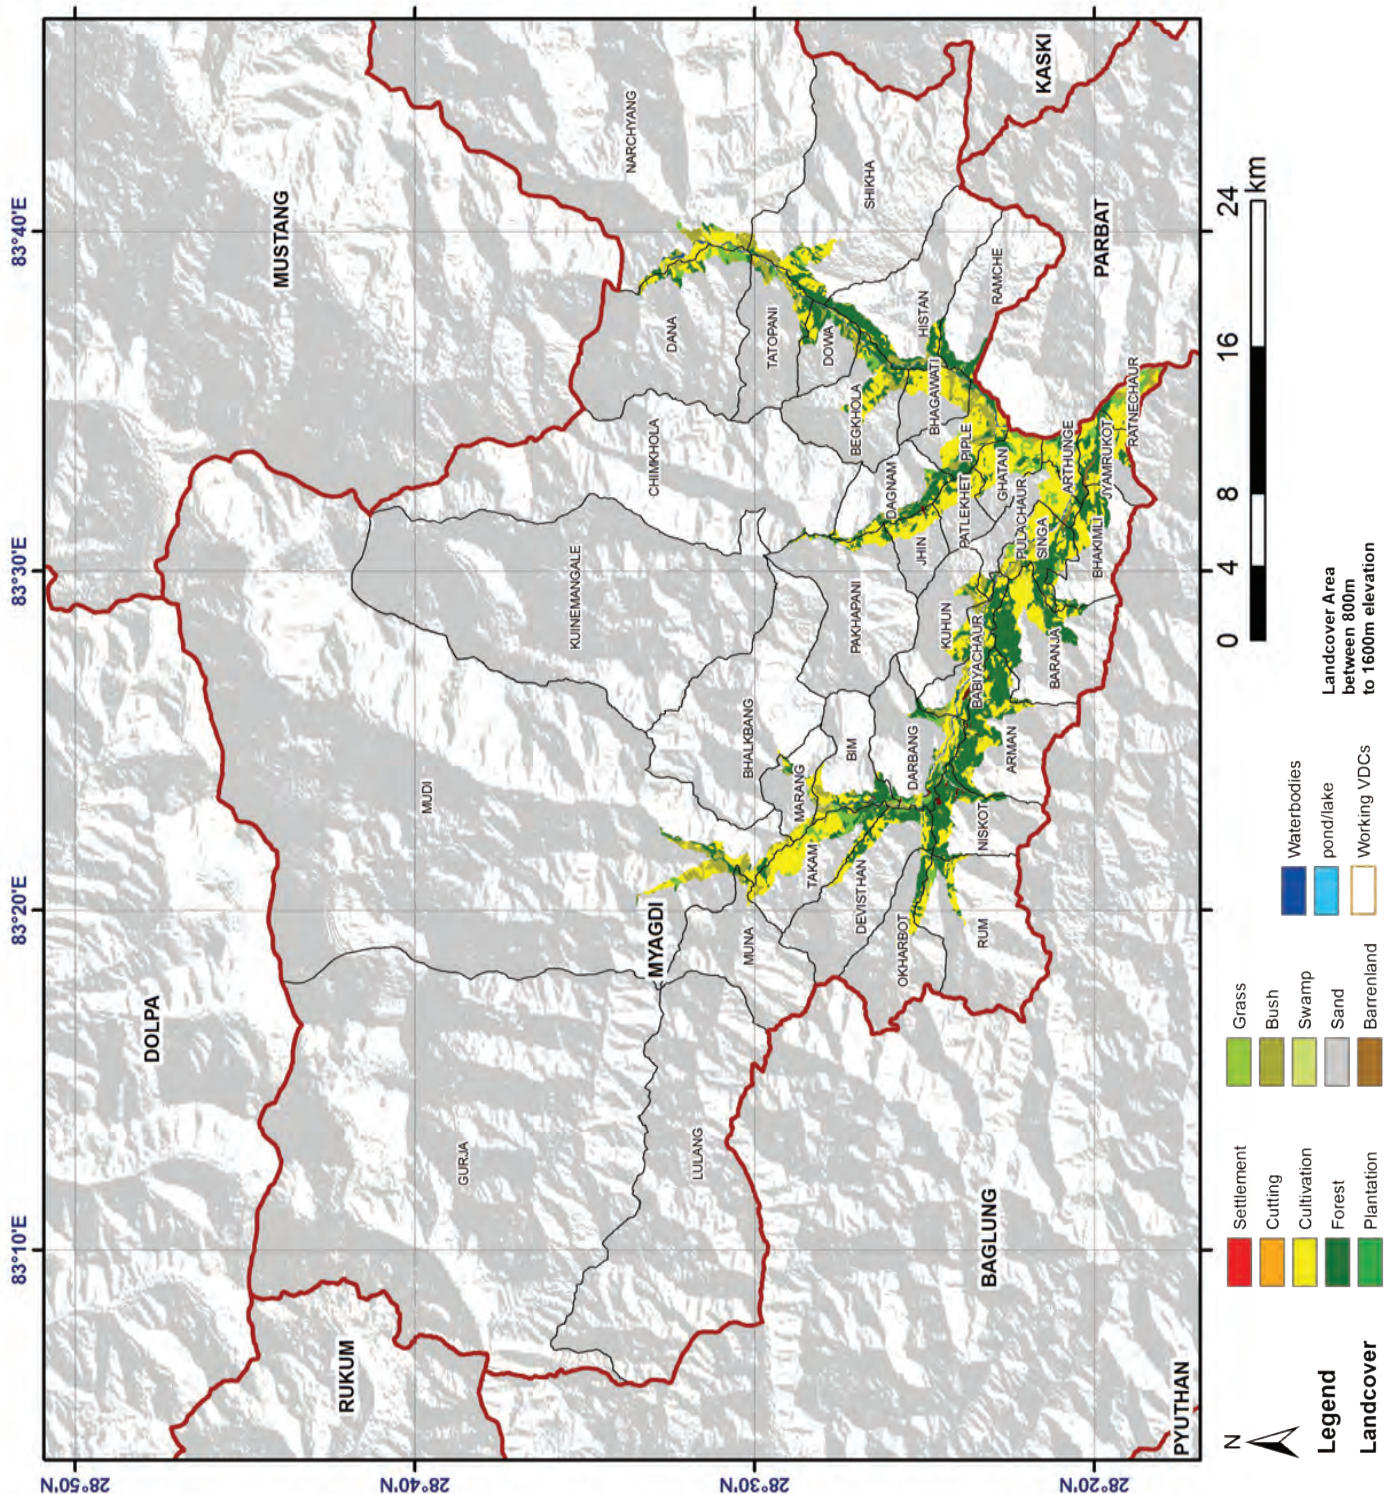 83°10'E
83°20'E
83°30'E
83°40'E
28°50'N
28°40'N
28°30'N
28°20'N
DOLPA
MUSTANG
RUKUM
MYAGDI
BAGLUNG
PYUTHAN
PARBAT
KASKI
GURJA
MUDI
LULANG
MUNA
KUINEMANGALE
CHIMKHOLA
NARCHYANG
DANA
TATOPANI
SHIKHA
DOWA
HISTAN
RAMCHE
BEGKHOLA
BHAGAWATI
PIPLE
DAGNAM
JHIN
PATLEKHET
GHATAN
PULACHAUR
SINGA
ARTHUNGE
JYAMRUKOT
RATNECHAUR
BHAKIMLI
PAKHAPANI
KUHUN
BABIYACHAUR
BARANJA
BHALKBANG
BIM
MARANG
DARBANG
ARMAN
TAKAM
DEVISTHAN
NISKOT
OKHARBOT
RUM
N
Legend
Landcover
Settlement
Cutting
Cultivation
Forest
Plantation
Grass
Bush
Swamp
Sand
Barrenland
Waterbodies
pond/lake
Working VDCs
Landcover Area
between 800m
to 1600m elevation
0 4 8 16 24
km